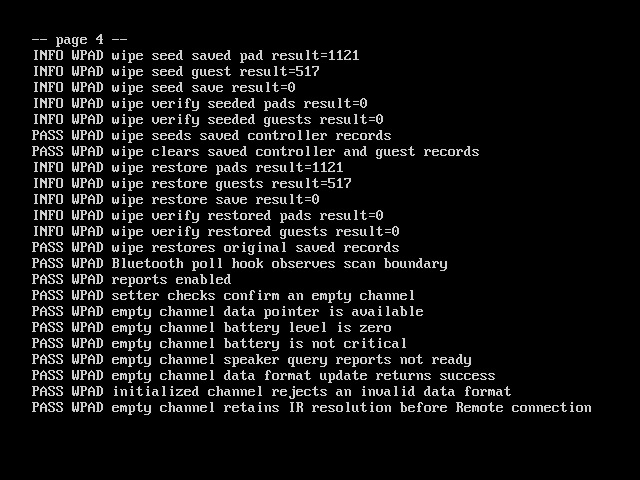 -- page 4 --
INFO WPAD wipe seed saved pad result=1121
INFO WPAD wipe seed guest result=517
INFO WPAD wipe seed save result=0
INFO WPAD wipe verify seeded pads result=0
INFO WPAD wipe verify seeded guests result=0
PASS WPAD wipe seeds saved controller records
PASS WPAD wipe clears saved controller and guest records
INFO WPAD wipe restore pads result=1121
INFO WPAD wipe restore guests result=517
INFO WPAD wipe restore save result=0
INFO WPAD wipe verify restored pads result=0
INFO WPAD wipe verify restored guests result=0
PASS WPAD wipe restores original saved records
PASS WPAD Bluetooth poll hook observes scan boundary
PASS WPAD reports enabled
PASS WPAD setter checks confirm an empty channel
PASS WPAD empty channel data pointer is available
PASS WPAD empty channel battery level is zero
PASS WPAD empty channel battery is not critical
PASS WPAD empty channel speaker query reports not ready
PASS WPAD empty channel data format update returns success
PASS WPAD initialized channel rejects an invalid data format
PASS WPAD empty channel retains IR resolution before Remote connection